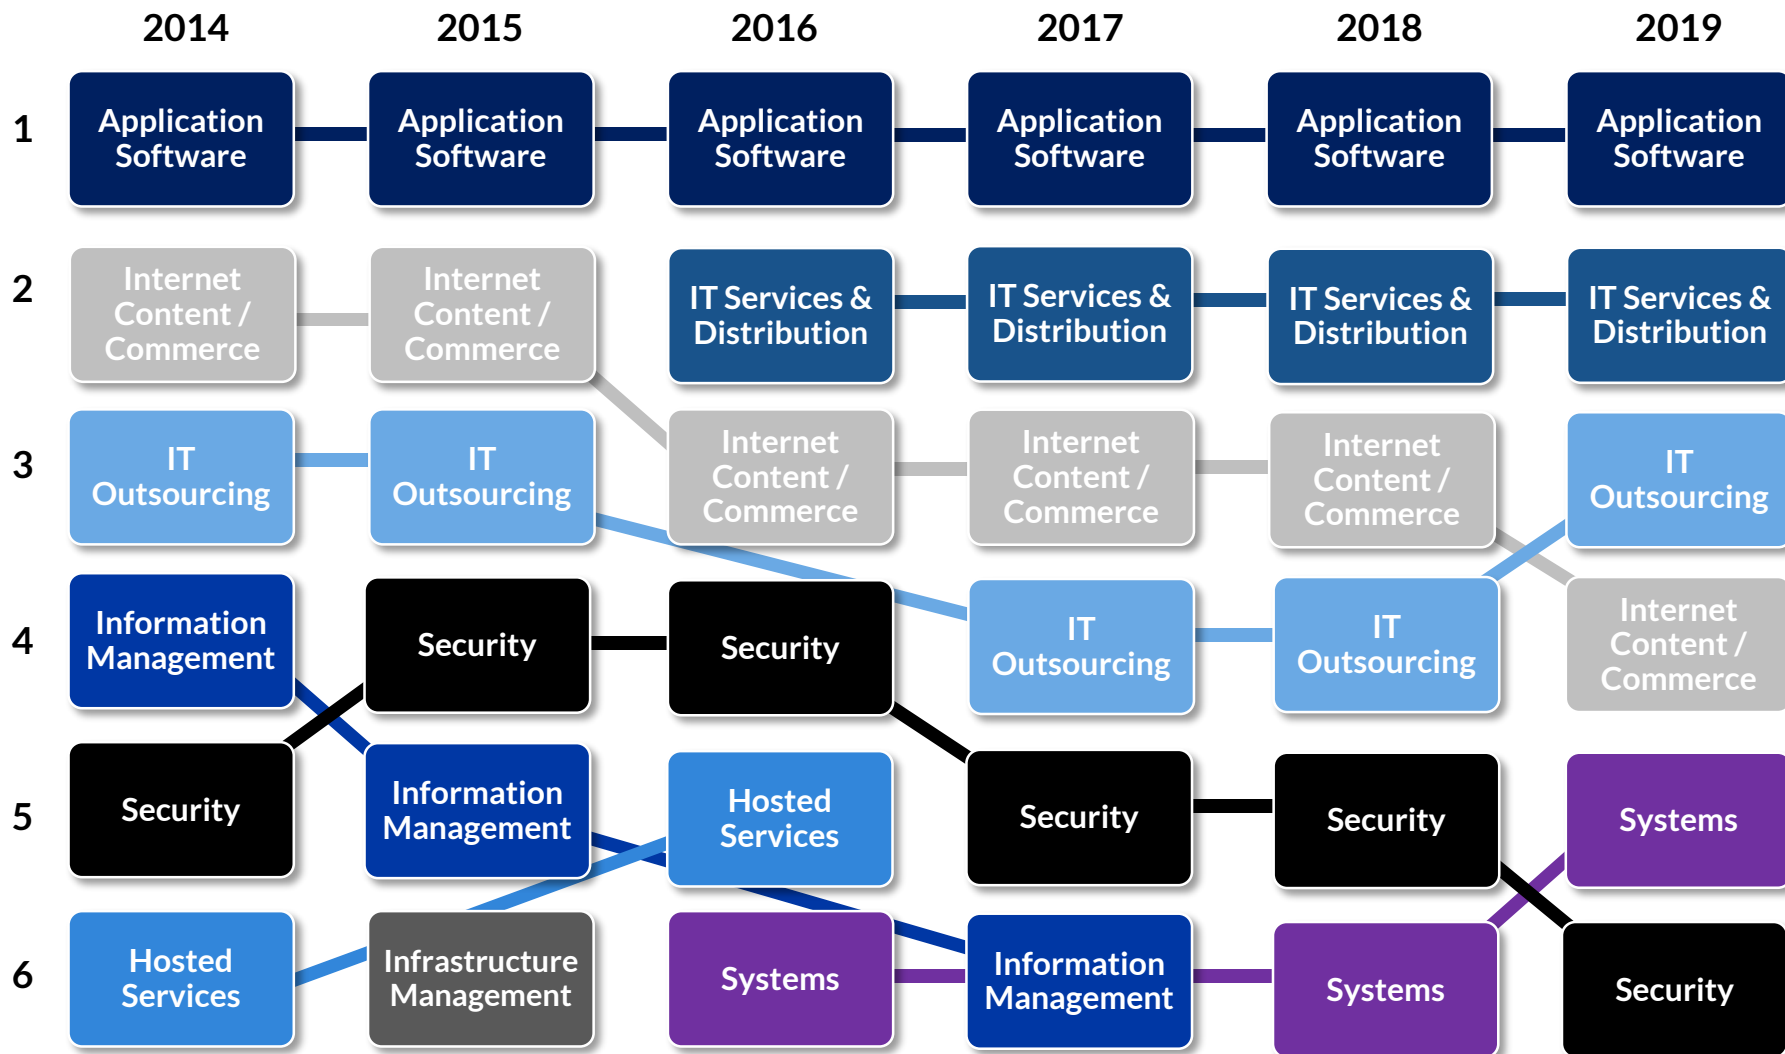 2014 2015 2016 2017 2018 2019
1
Application
Software
Application
Software
Application
Software
Application
Software
Application
Software
Application
Software
2
Internet
Content /
Commerce
Internet
Content /
Commerce
IT Services &
Distribution
IT Services &
Distribution
IT Services &
Distribution
IT Services &
Distribution
3
IT
Outsourcing
IT
Outsourcing
Internet
Content /
Commerce
Internet
Content /
Commerce
Internet
Content /
Commerce
IT
Outsourcing
4
Information
Management
Security
Security
IT
Outsourcing
IT
Outsourcing
Internet
Content /
Commerce
5
Security
Information
Management
Hosted
Services
Security
Security
Systems
6
Hosted
Services
Infrastructure
Management
Systems
Information
Management
Systems
Security